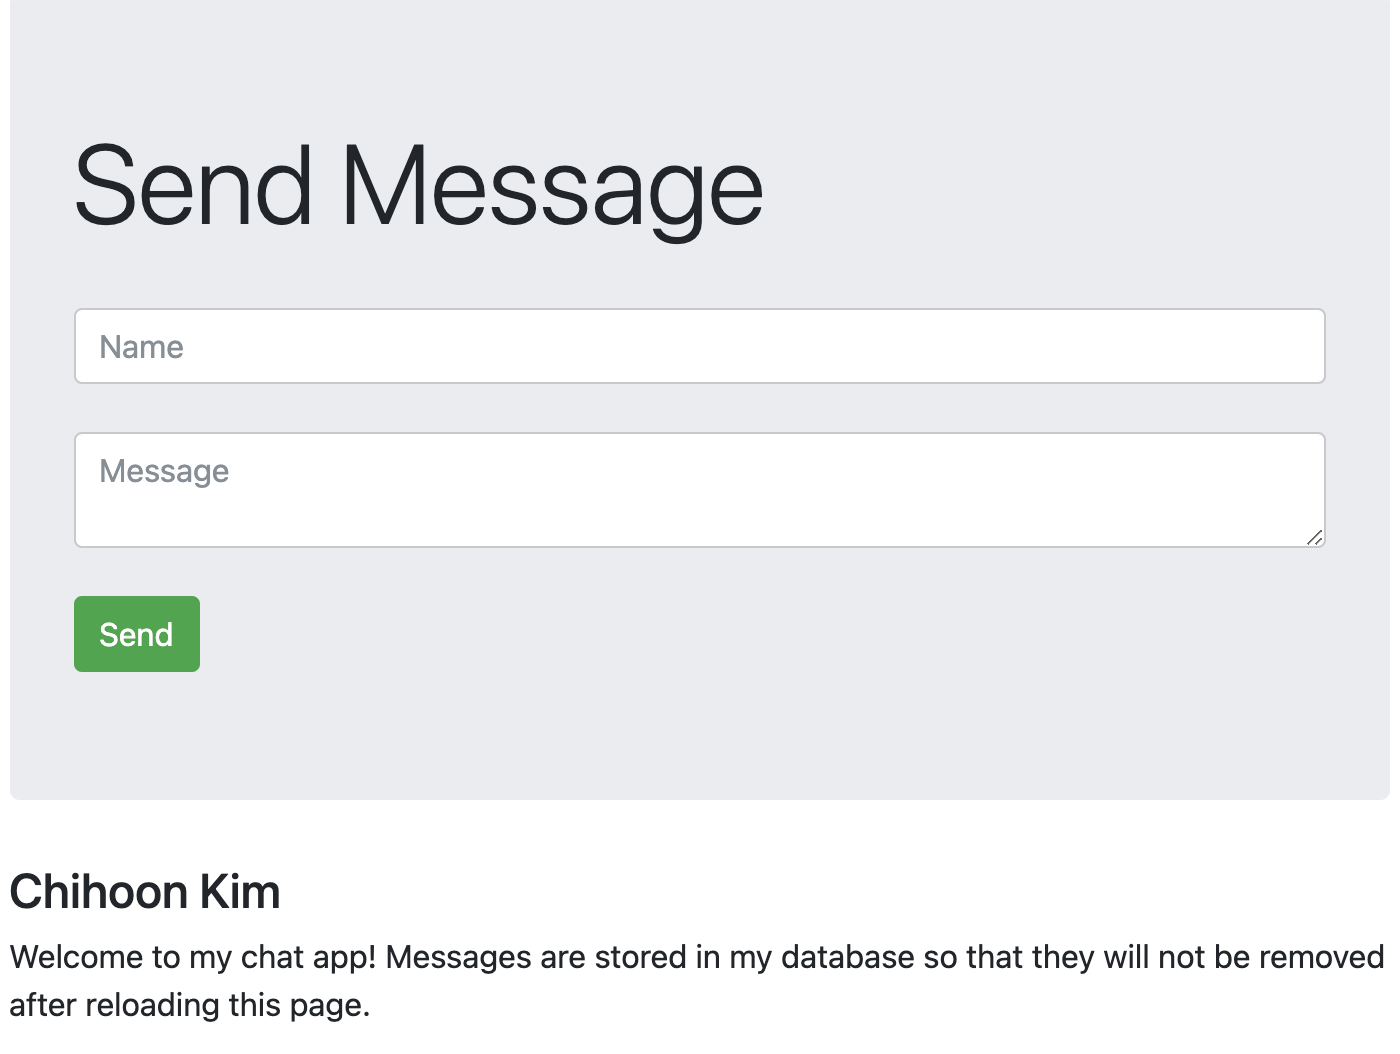 Send Message
Name
Message
Send
Chihoon Kim
Welcome to my chat app! Messages are stored in my database so that they will not be removed
after reloading this page.